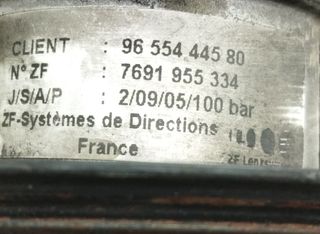 CLIENT : 96 554 445 80
N° ZF : 7691 955 334
J/S/A/P : 2/09/05/100 bar
ZF-Systèmes de Directions
France